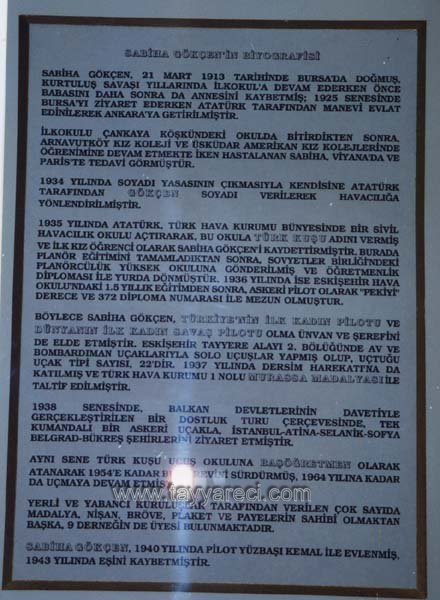 SABİHA GÖKÇEN'İN BİYOGRAFİSİ
SABİHA GÖKÇEN, 21 MART 1913 TARİHİNDE BURSA'DA DOĞMUŞ,
KURTULUŞ SAVAŞI YILLARINDA İLKOKUL'A DEVAM EDERKEN ÖNCE
BABASINI DAHA SONRA DA ANNESİNİ KAYBETMİŞ; 1925 SENESİNDE
BURSA'YI ZİYARET EDERKEN ATATÜRK TARAFINDAN MANEVİ EVLAT
EDİNİLEREK ANKARA'YA GETİRİLMİŞTİR.
İLKOKULU ÇANKAYA KÖŞKÜNDEKİ OKULDA BİTİRDİKTEN SONRA,
ARNAVUTKÖY KIZ KOLEJİ VE ÜSKÜDAR AMERİKAN KIZ KOLEJLERİNDE
ÖĞRENİMİNE DEVAM ETMEKTE İKEN HASTALANAN SABİHA, VİYANA'DA VE
PARİS'TE TEDAVİ GÖRMÜŞTÜR.
1934 YILINDA SOYADI YASASININ ÇIKMASIYLA KENDİSİNE ATATÜRK
TARAFINDAN GÖKÇEN SOYADI VERİLEREK HAVACILIĞA
YÖNLENDİRİLMİŞTİR.
1935 YILINDA ATATÜRK, TÜRK HAVA KURUMU BÜNYESİNDE BİR SİVİL
HAVACILIK OKULU AÇTIRARAK, BU OKULA TÜRK KUŞU ADINI VERMİŞ
VE İLK KIZ ÖĞRENCİ OLARAK SABİHA GÖKÇEN'İ KAYDETTİRMİŞTİR. BURADA
PLANÖR EĞİTİMİNİ TAMAMLADIKTAN SONRA, SOVYETLER BİRLİĞİ'NDEKİ
PLANÖRCÜLÜK YÜKSEK OKULUNA GÖNDERİLMİŞ VE ÖĞRETMENLİK
DİPLOMASI İLE YURDA DÖNMÜŞTÜR. 1936 YILINDA İSE ESKİŞEHİR HAVA
OKULU'NDAKİ 1.5 YILLIK EĞİTİMDEN SONRA, ASKERİ PİLOT OLARAK "PEKİYİ"
DERECE VE 372 DİPLOMA NUMARASI İLE MEZUN OLMUŞTUR.
BÖYLECE SABİHA GÖKÇEN, TÜRKİYE'NİN İLK KADIN PİLOTU VE
DÜNYANIN İLK KADIN SAVAŞ PİLOTU OLMA ÜNVAN VE ŞEREFİNİ
DE ELDE ETMİŞTİR. ESKİŞEHİR TAYYERE ALAYI 2. BÖLÜĞÜNDE AV VE
BOMBARDIMAN UÇAKLARIYLA SOLO UÇUŞLAR YAPMIŞ OLUP, UÇTUĞU
UÇAK TİPİ SAYISI, 22'DİR. 1937 YILINDA DERSİM HAREKATI'NA DA
KATILMIŞ VE TÜRK HAVA KURUMU 1 NOLU MURASSA MADALYASI İLE
TALTİF EDİLMİŞTİR.
1938 SENESİNDE, BALKAN DEVLETLERİNİN DAVETİYLE
GERÇEKLEŞTİRİLEN BİR DOSTLUK TURU ÇERÇEVESİNDE, TEK
KUMANDALI BİR ASKERİ UÇAKLA, İSTANBUL-ATİNA-SELANİK-SOFYA
BELGRAD-BÜKREŞ ŞEHİRLERİNİ ZİYARET ETMİŞTİR.
AYNI SENE TÜRK KUŞU UÇUŞ OKULUNA BAŞÖĞRETMEN OLARAK
ATANARAK 1954'E KADAR BU GÖREVİNİ SÜRDÜRMÜŞ, 1964 YILINA KADAR
DA UÇMAYA DEVAM ETMİŞ
www.tayyareci.com
YERLİ VE YABANCI KURULUŞLAR TARAFINDAN VERİLEN ÇOK SAYIDA
MADALYA, NİŞAN, BRÖVE, PLAKET VE PAYELERİN SAHİBİ OLMAKTAN
BAŞKA, 9 DERNEĞİN DE ÜYESİ BULUNMAKTADIR.
SABİHA GÖKÇEN, 1940 YILINDA PİLOT YÜZBAŞI KEMAL İLE EVLENMİŞ,
1943 YILINDA EŞİNİ KAYBETMİŞTİR.